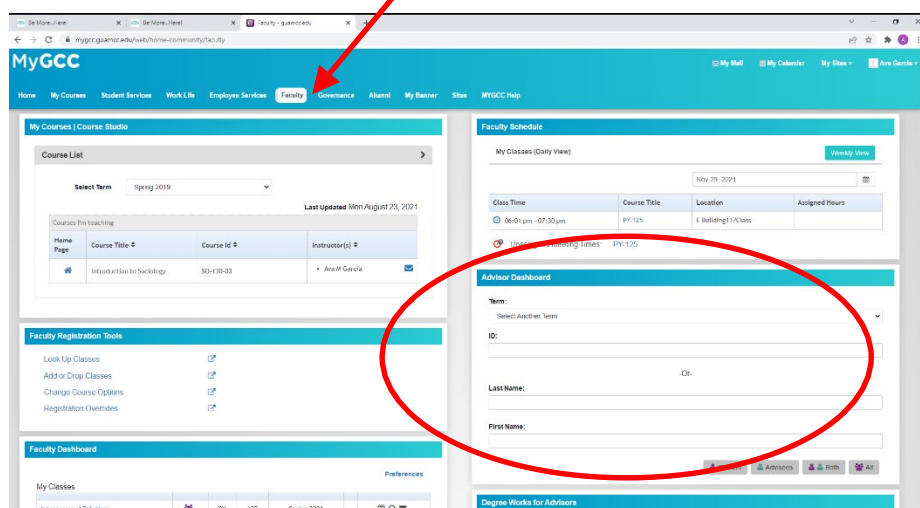 Be More...Here!
Be More...Here!
Faculty - guamcc.edu
mygcc.guamcc.edu/web/home-community/faculty
MyGCC
My Mail
My Calendar
My Sites
Ava Garcia
Home
My Courses
Student Services
Work Life
Employee Services
Faculty
Governance
Alumni
My Banner
Sites
MYGCC Help
My Courses | Course Studio
Course List
Select Term
Spring 2019
Last Updated Mon August 23, 2021
Courses I'm teaching
Home Page
Course Title
Course Id
Instructor(s)
Introduction to Sociology
SO-130-03
Ava M Garcia
Faculty Registration Tools
Look Up Classes
Add or Drop Classes
Change Course Options
Registration Overrides
Faculty Dashboard
Preferences
My Classes
Faculty Schedule
My Classes (Daily View)
Weekly View
Nov 29, 2021
Class Time
Course Title
Location
Assigned Hours
06:01 pm - 07:30 pm
PY-125
E Building117Class
Meeting Times:
PY-125
Advisor Dashboard
Term:
Select Another Term
ID:
-Or-
Last Name:
First Name:
Advisees
Both
All
Degree Works for Advisors